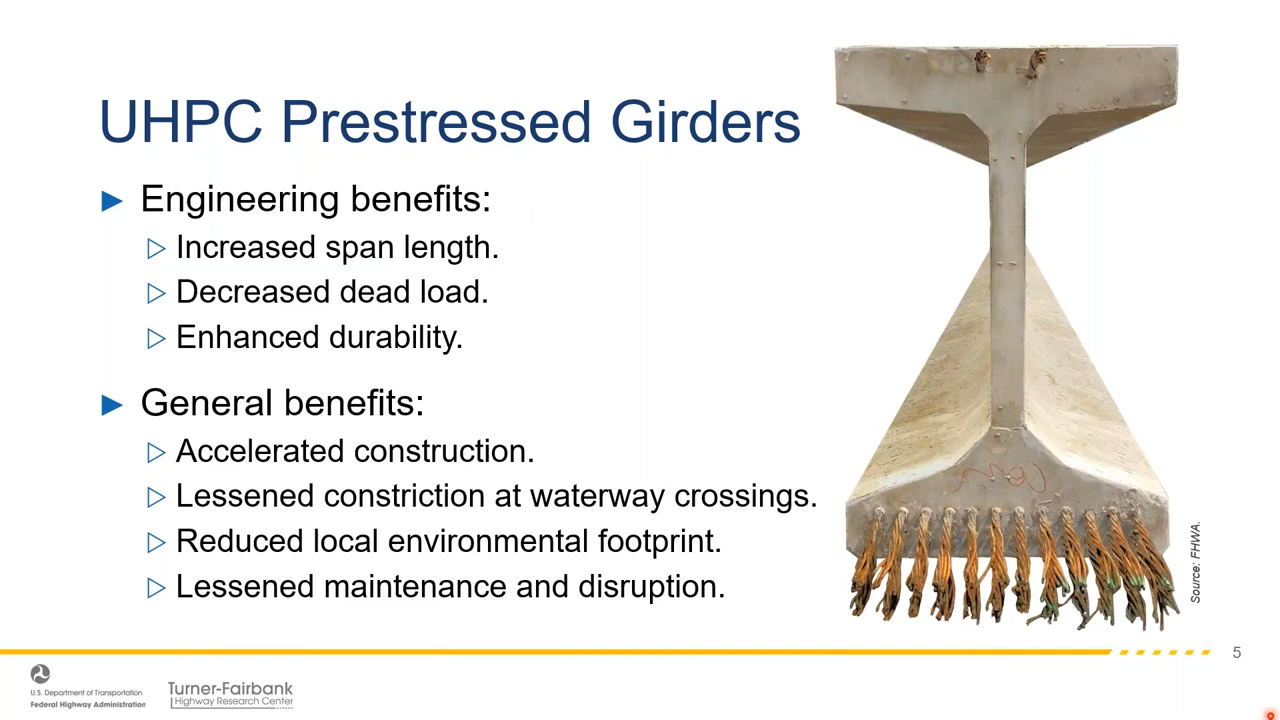 UHPC Prestressed Girders
Engineering benefits:
Increased span length.
Decreased dead load.
Enhanced durability.
General benefits:
Accelerated construction.
Lessened constriction at waterway crossings.
Reduced local environmental footprint.
Lessened maintenance and disruption.
Source: FHWA.
5
U.S. Department of Transportation
Federal Highway Administration
Turner-Fairbank
Highway Research Center